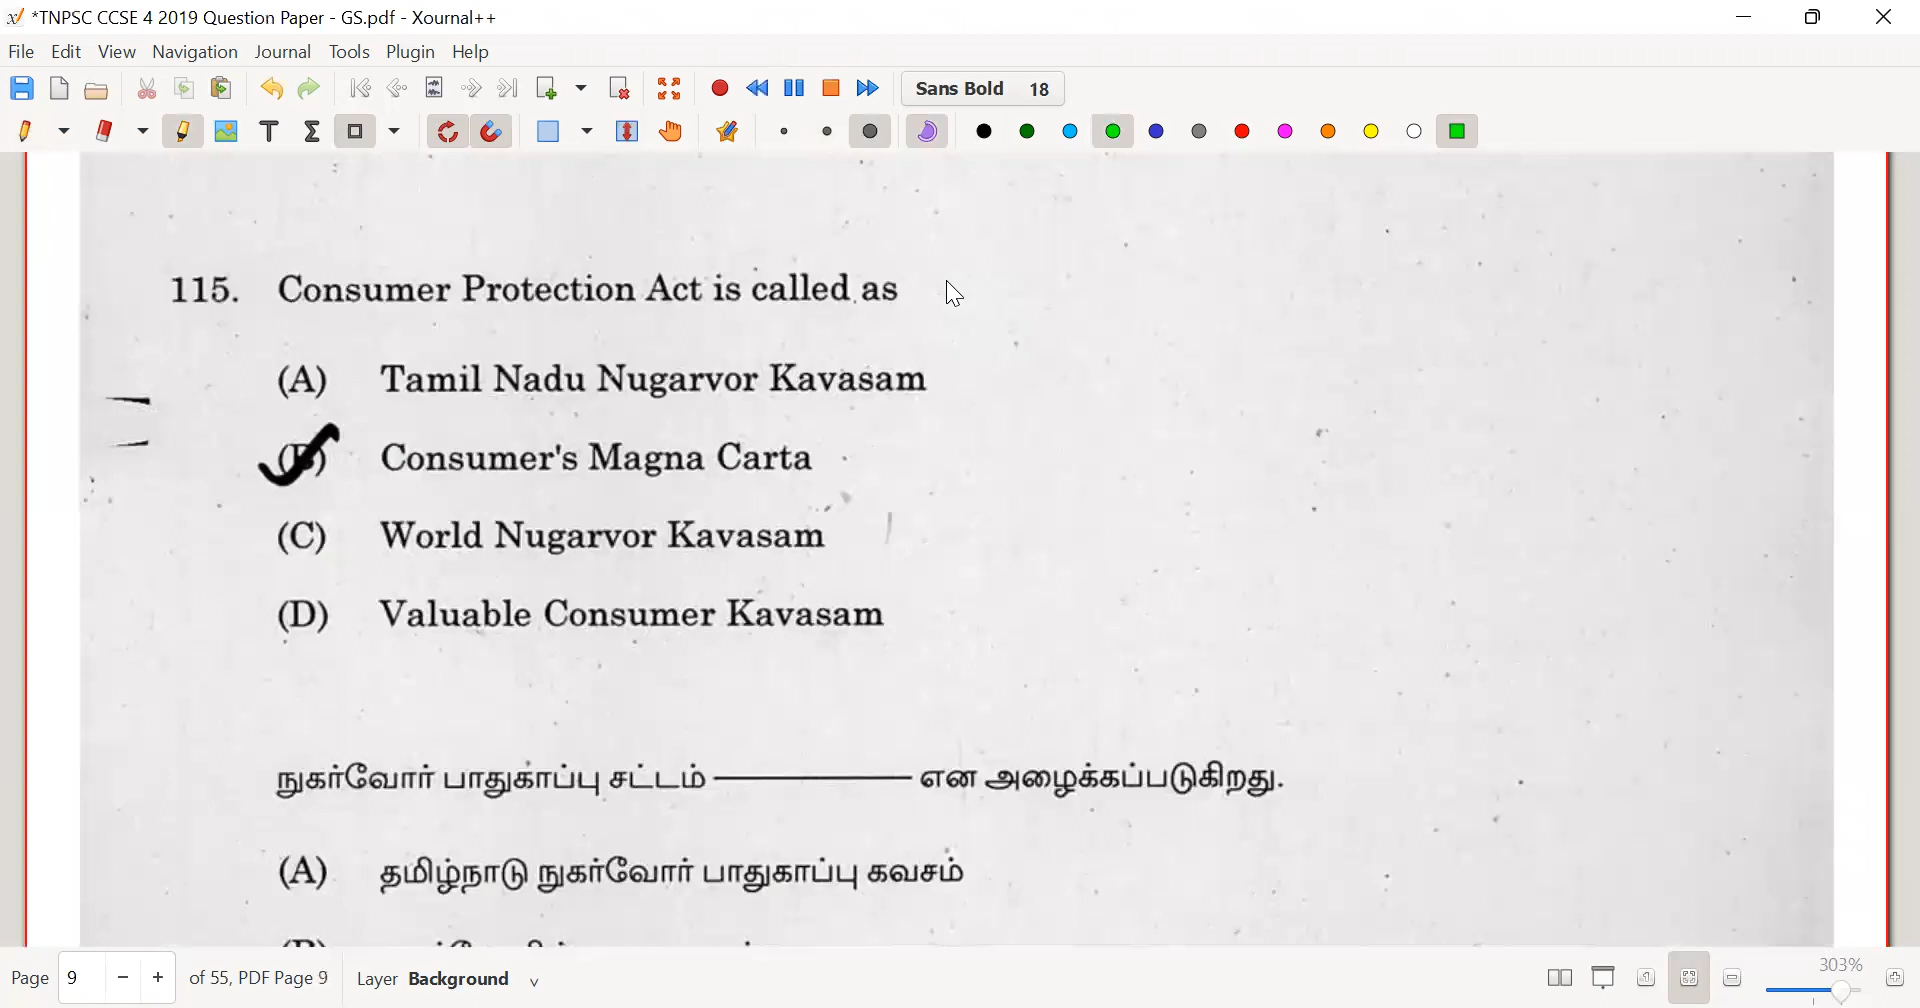 *TNPSC CCSE 4 2019 Question Paper - GS.pdf - Xournal++
File Edit View Navigation Journal Tools Plugin Help
Sans Bold 18
115. Consumer Protection Act is called as
(A) Tamil Nadu Nugarvor Kavasam
(B) Consumer's Magna Carta
(C) World Nugarvor Kavasam
(D) Valuable Consumer Kavasam
நுகர்வோர் பாதுகாப்பு சட்டம் ———— என அழைக்கப்படுகிறது.
(A) தமிழ்நாடு நுகர்வோர் பாதுகாப்பு கவசம்
303%
Page 9 − + of 55, PDF Page 9 Layer Background